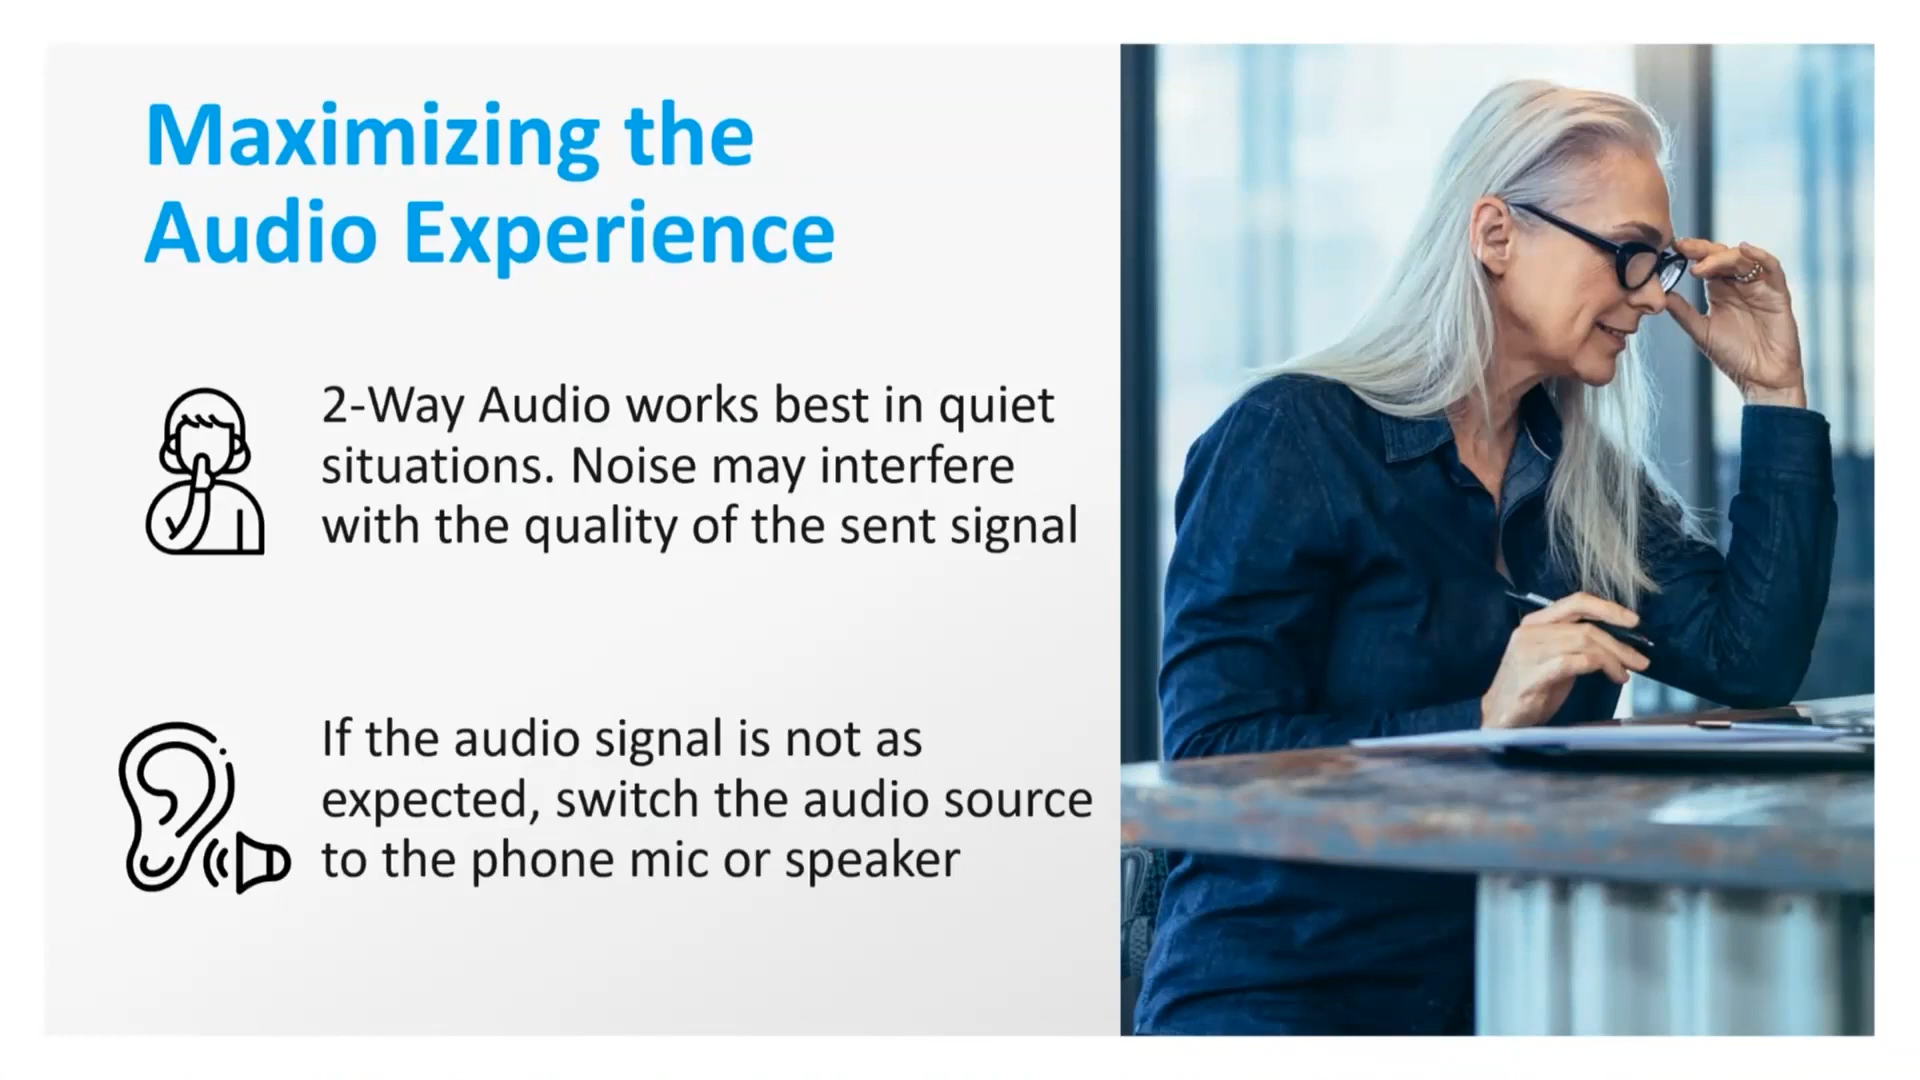 Maximizing the
Audio Experience
2-Way Audio works best in quiet
situations. Noise may interfere
with the quality of the sent signal
If the audio signal is not as
expected, switch the audio source
to the phone mic or speaker